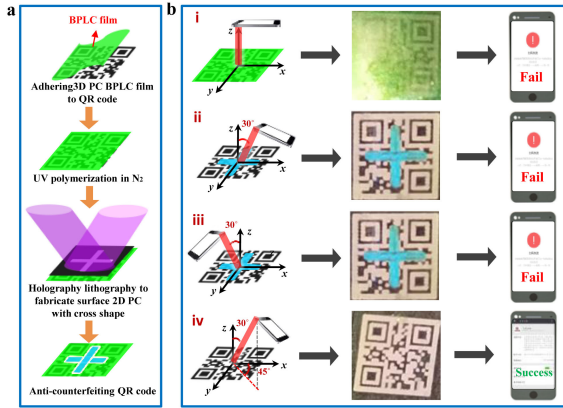 a
BPLC film
Adhering3D PC BPLC film
to QR code
UV polymerization in N₂
Holography lithography to
fabricate surface 2D PC
with cross shape
Anti-counterfeiting QR code
b
i
z
x
y
Fail
ii
z
30°
x
y
Fail
iii
30°
z
x
y
Fail
iv
30°
z
x
y
45°
Success